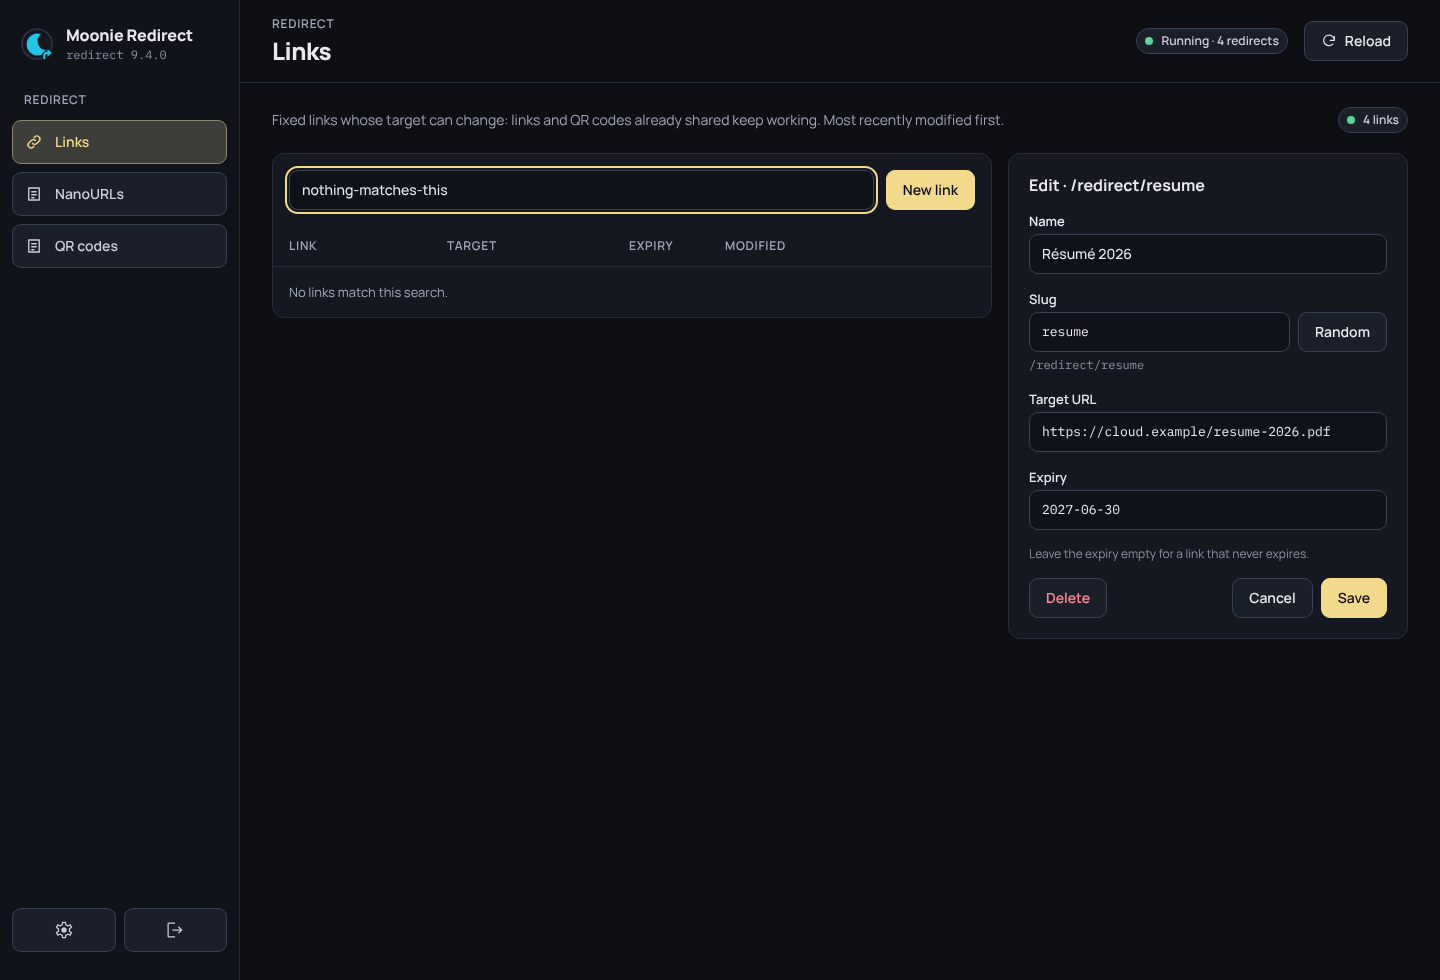 Moonie Redirect
redirect 9.4.0
REDIRECT
Links
NanoURLs
QR codes
REDIRECT
Links
Running · 4 redirects
Reload
Fixed links whose target can change: links and QR codes already shared keep working. Most recently modified first.
4 links
nothing-matches-this
New link
LINK TARGET EXPIRY MODIFIED
No links match this search.
Edit · /redirect/resume
Name
Résumé 2026
Slug
resume
Random
/redirect/resume
Target URL
https://cloud.example/resume-2026.pdf
Expiry
2027-06-30
Leave the expiry empty for a link that never expires.
Delete Cancel Save